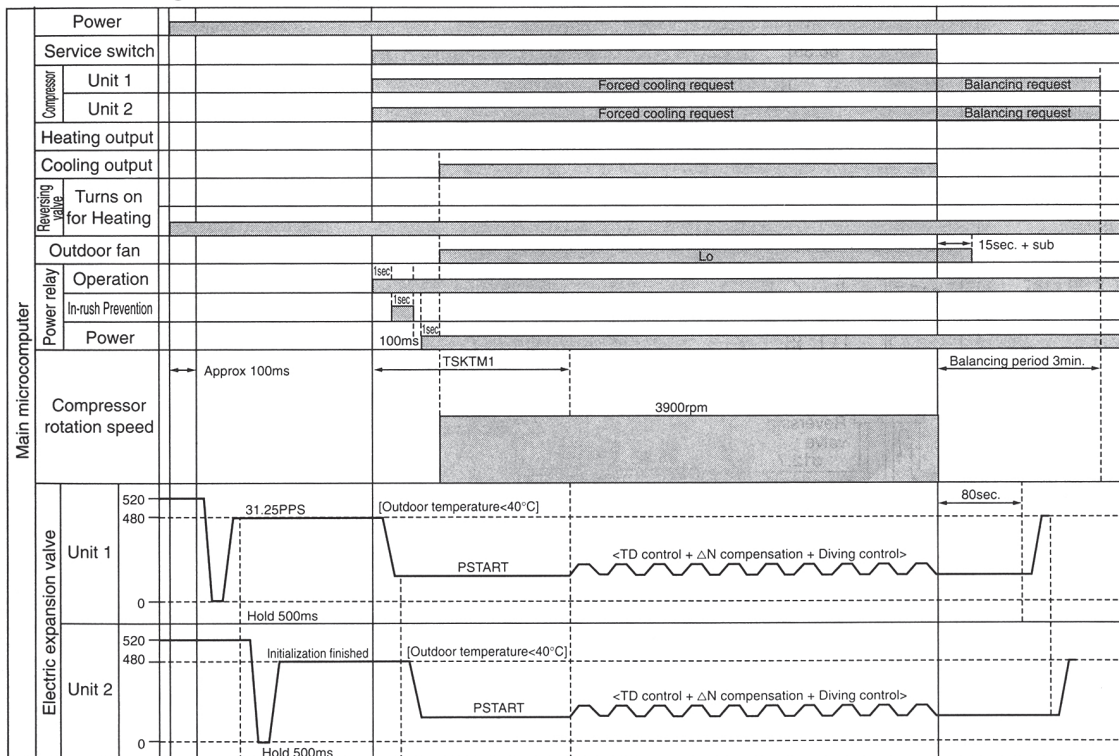 Main microcomputer
Power
Service switch
Compressor
Unit 1
Forced cooling request
Balancing request
Unit 2
Forced cooling request
Balancing request
Heating output
Cooling output
Reversing valve
Turns on
for Heating
Outdoor fan
Lo
15sec. + sub
Power relay
Operation
1sec
In-rush Prevention
1sec
Power
100ms
1sec
Compressor
rotation speed
Approx 100ms
TSKTM1
Balancing period 3min.
3900rpm
Electric expansion valve
Unit 1
520
480
0
31.25PPS
[Outdoor temperature<40°C]
80sec.
PSTART
<TD control + △N compensation + Diving control>
Hold 500ms
Unit 2
520
480
0
Initialization finished
[Outdoor temperature<40°C]
PSTART
<TD control + △N compensation + Diving control>
Hold 500ms